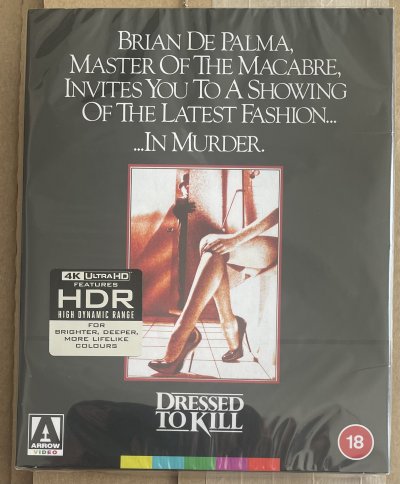 BRIAN DE PALMA,
MASTER OF THE MACABRE,
INVITES YOU TO A SHOWING
OF THE LATEST FASHION...
...IN MURDER.
4K ULTRA HD
FEATURES
HDR
HIGH DYNAMIC RANGE
FOR
BRIGHTER, DEEPER,
MORE LIFELIKE
COLOURS
DRESSED
TO KILL
ARROW
VIDEO
18